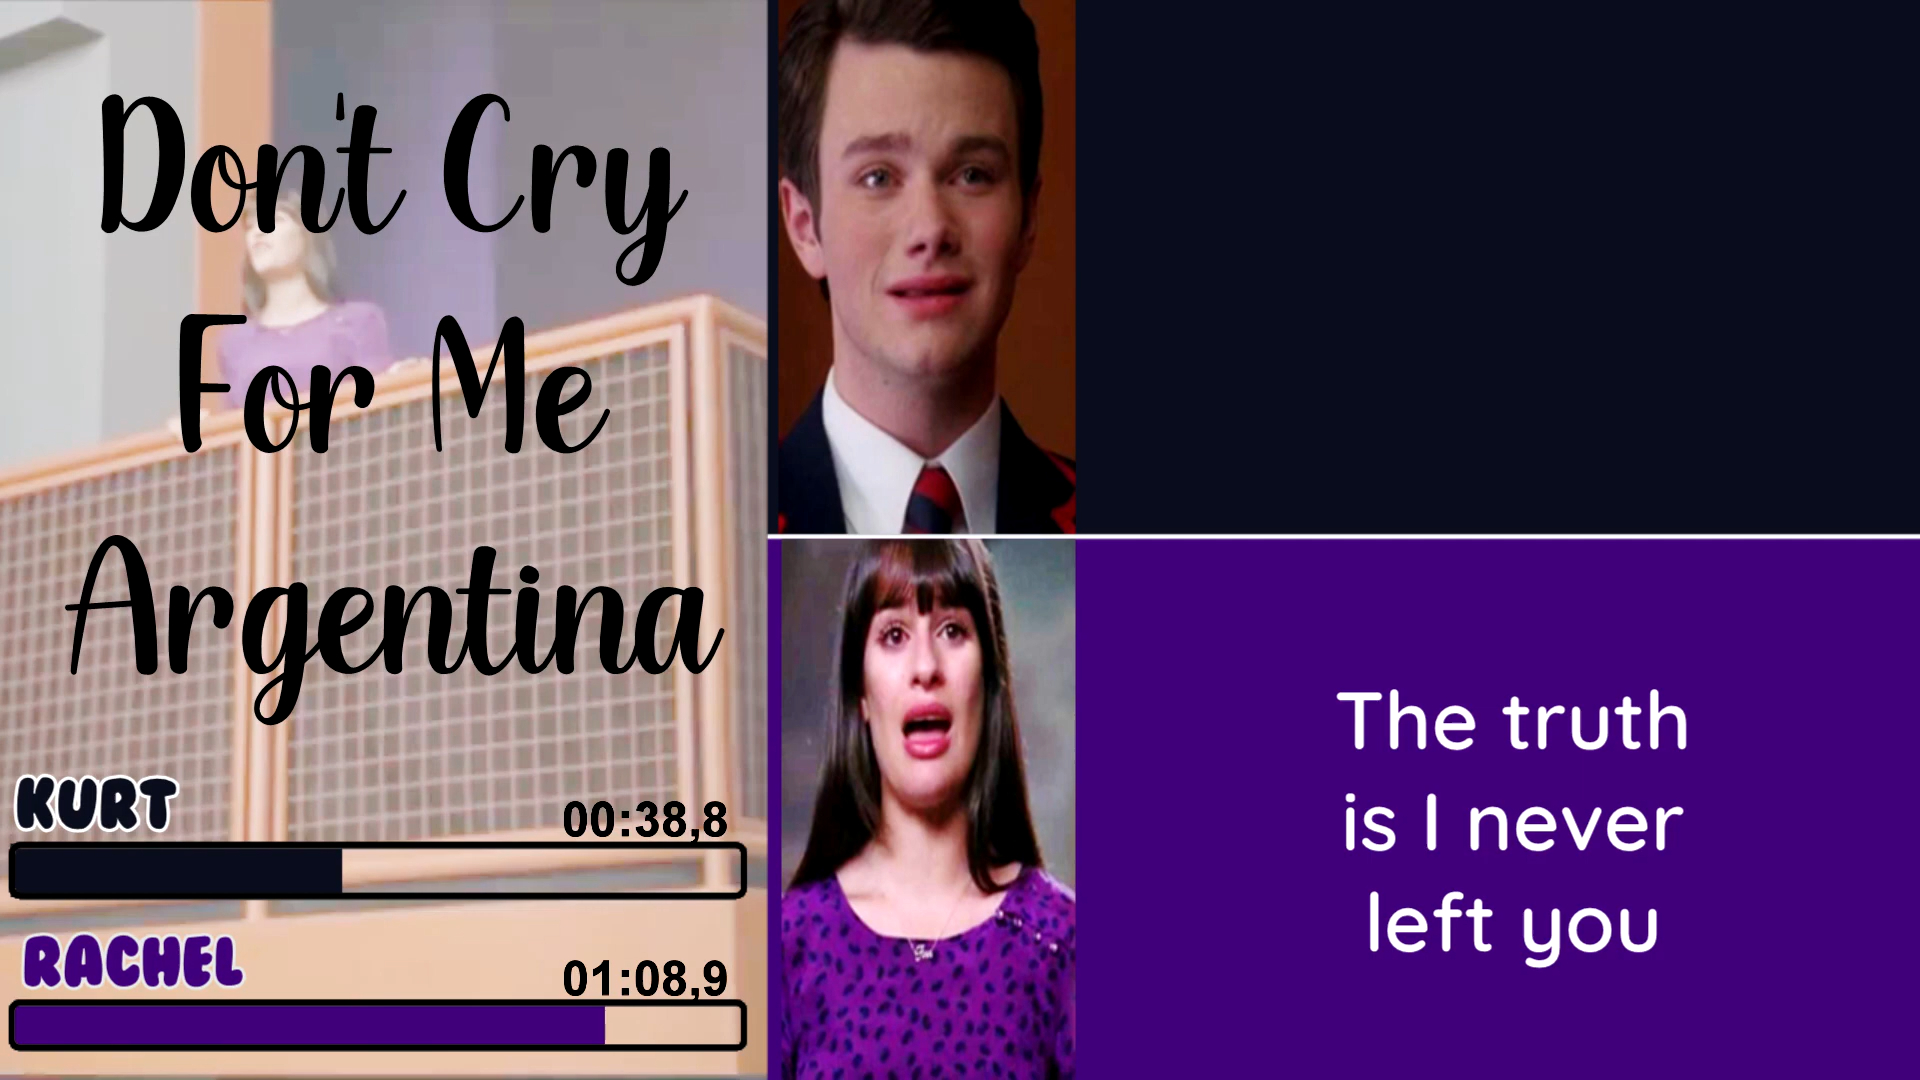 Don't Cry
For Me
Argentina
KURT
00:38,8
RACHEL
01:08,9
The truth
is I never
left you